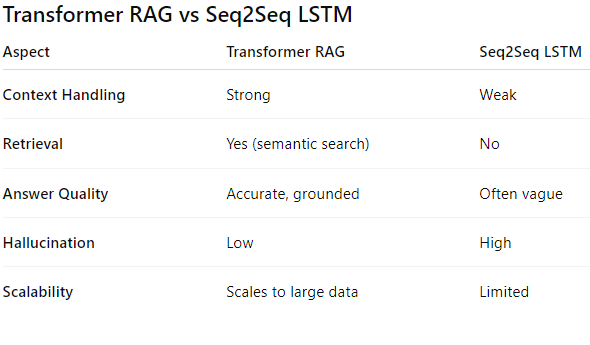 Transformer RAG vs Seq2Seq LSTM
Aspect Transformer RAG Seq2Seq LSTM
Context Handling Strong Weak
Retrieval Yes (semantic search) No
Answer Quality Accurate, grounded Often vague
Hallucination Low High
Scalability Scales to large data Limited